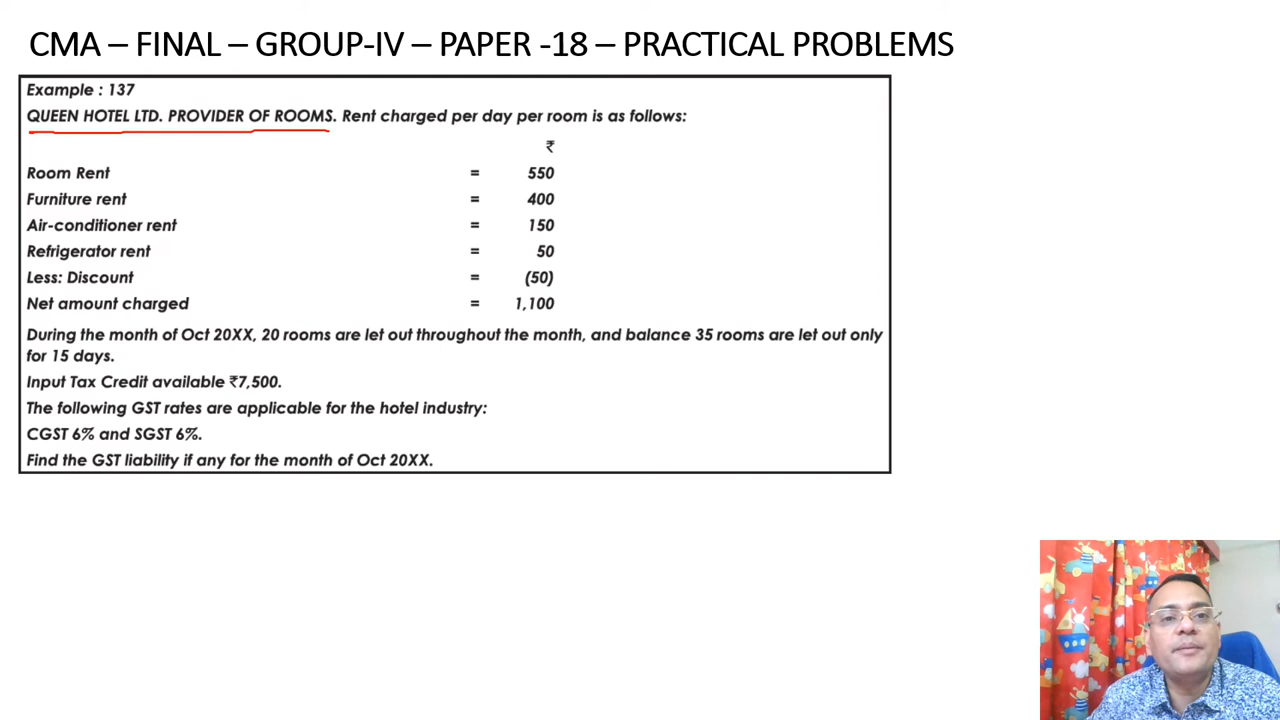 CMA – FINAL – GROUP-IV – PAPER -18 – PRACTICAL PROBLEMS
Example : 137
QUEEN HOTEL LTD. PROVIDER OF ROOMS. Rent charged per day per room is as follows:
₹
Room Rent = 550
Furniture rent = 400
Air-conditioner rent = 150
Refrigerator rent = 50
Less: Discount = (50)
Net amount charged = 1,100
During the month of Oct 20XX, 20 rooms are let out throughout the month, and balance 35 rooms are let out only
for 15 days.
Input Tax Credit available ₹7,500.
The following GST rates are applicable for the hotel industry:
CGST 6% and SGST 6%.
Find the GST liability if any for the month of Oct 20XX.